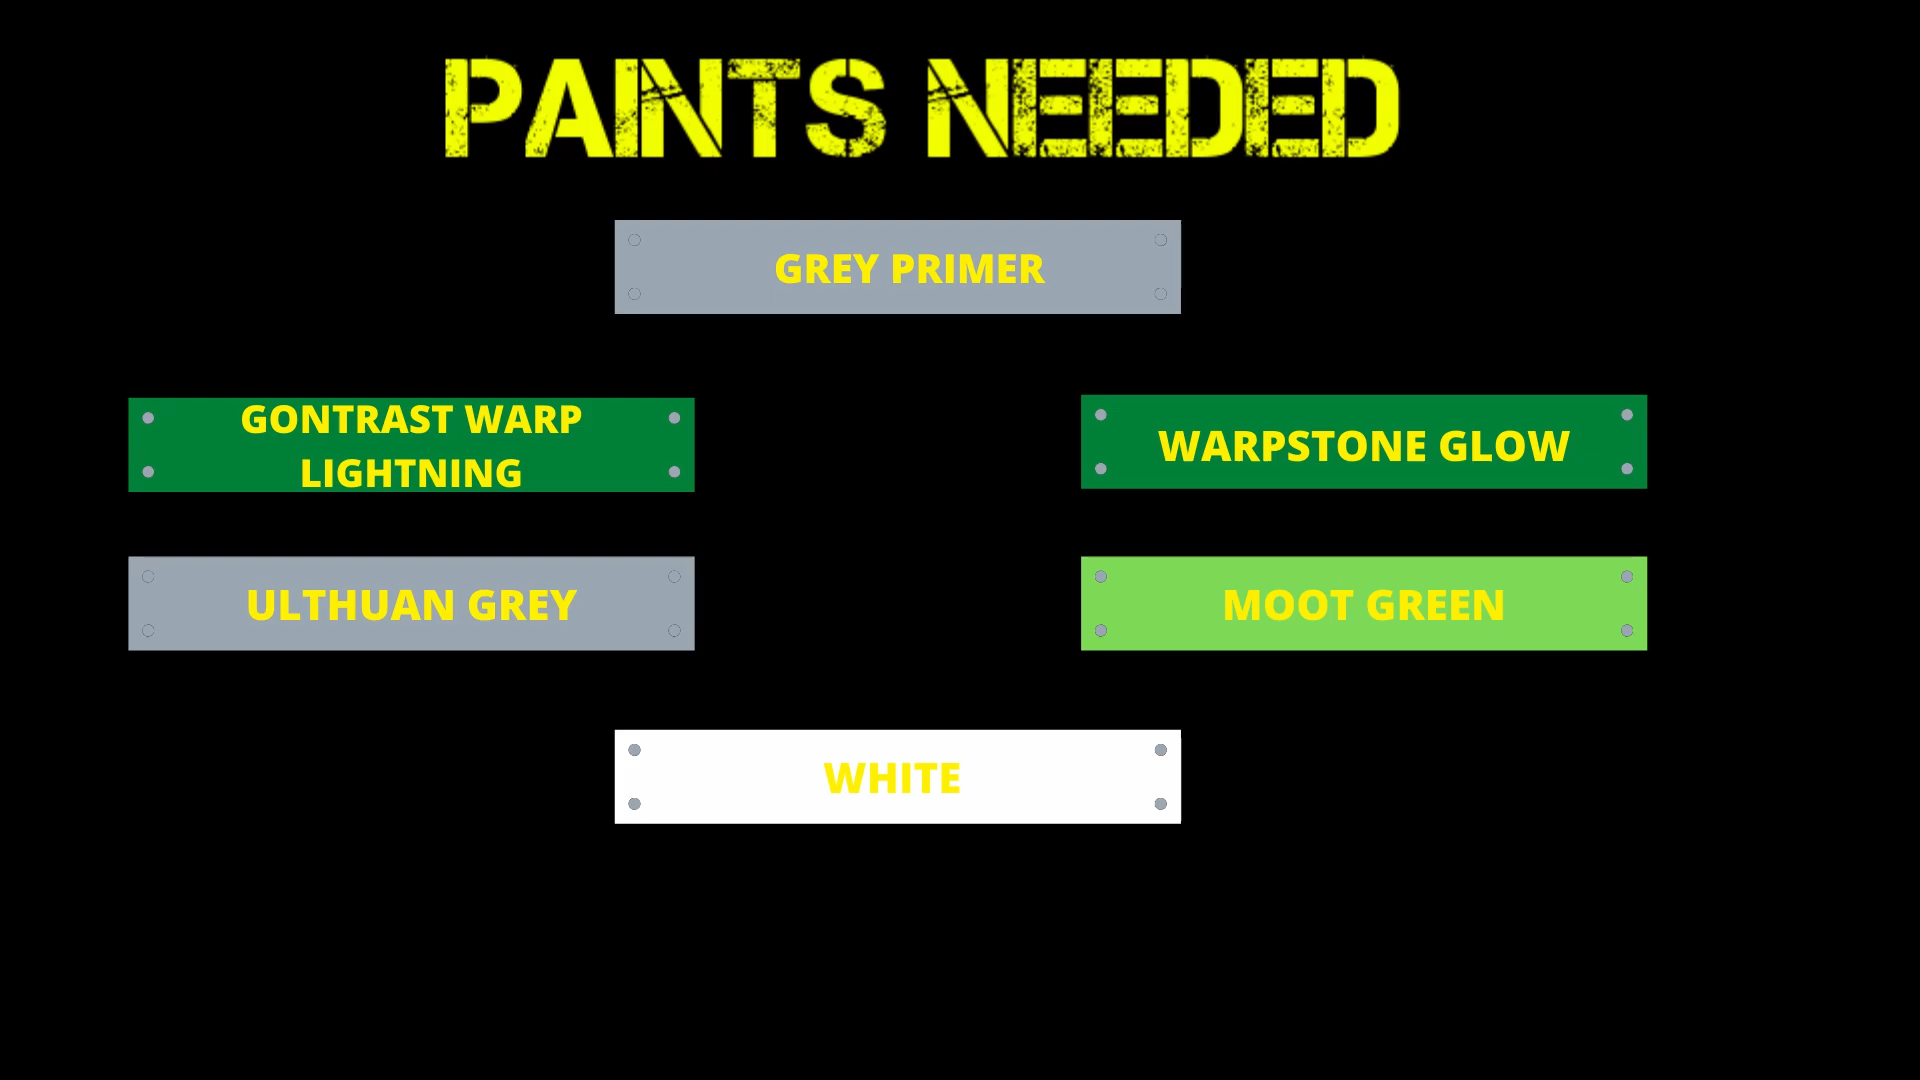 PAINTS NEEDED
GREY PRIMER
GONTRAST WARP
LIGHTNING
WARPSTONE GLOW
ULTHUAN GREY
MOOT GREEN
WHITE